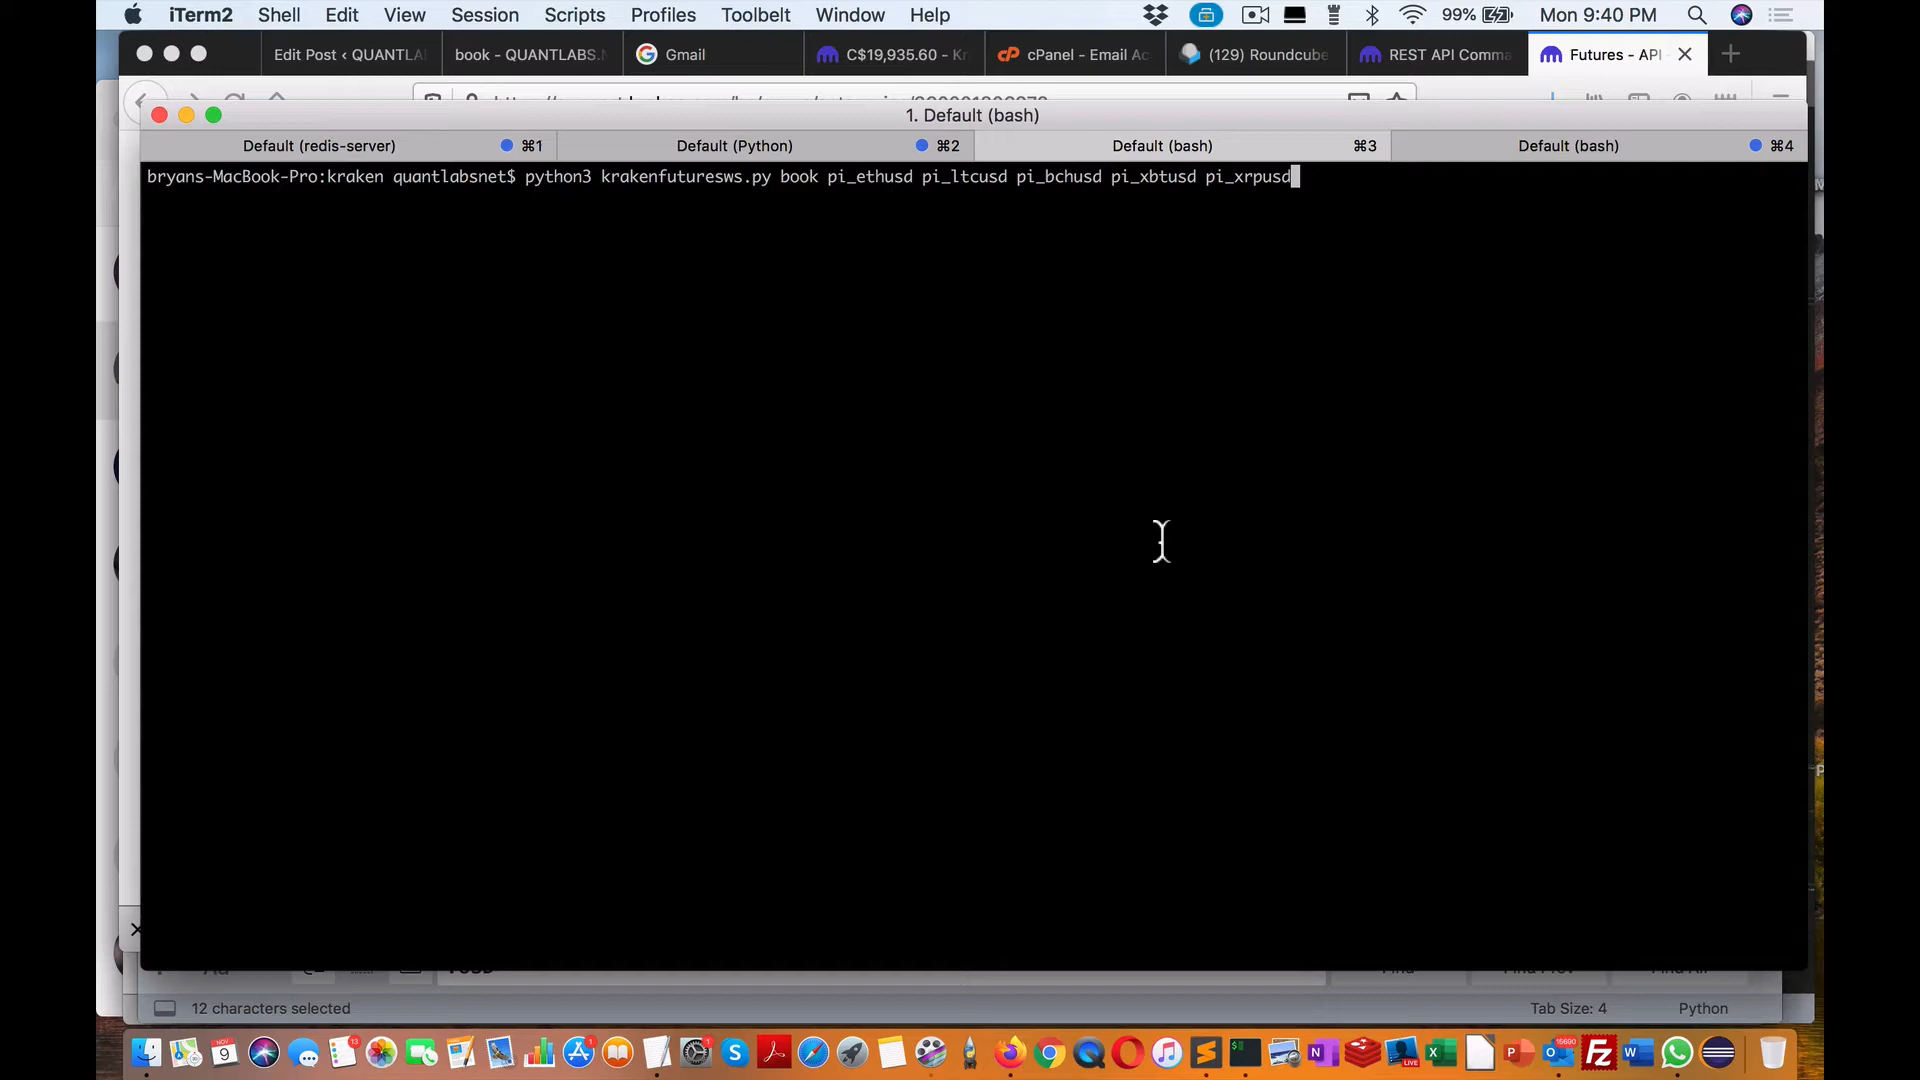 iTerm2 Shell Edit View Session Scripts Profiles Toolbelt Window Help 99% Mon 9:40 PM
Edit Post ‹ QUANTLA book - QUANTLABS.N Gmail C$19,935.60 - Kr cPanel - Email Ac (129) Roundcube REST API Comma Futures - API
1. Default (bash)
Default (redis-server) ⌘1 Default (Python) ⌘2 Default (bash) ⌘3 Default (bash) ⌘4
bryans-MacBook-Pro:kraken quantlabsnet$ python3 krakenfuturesws.py book pi_ethusd pi_ltcusd pi_bchusd pi_xbtusd pi_xrpusd
12 characters selected Tab Size: 4 Python